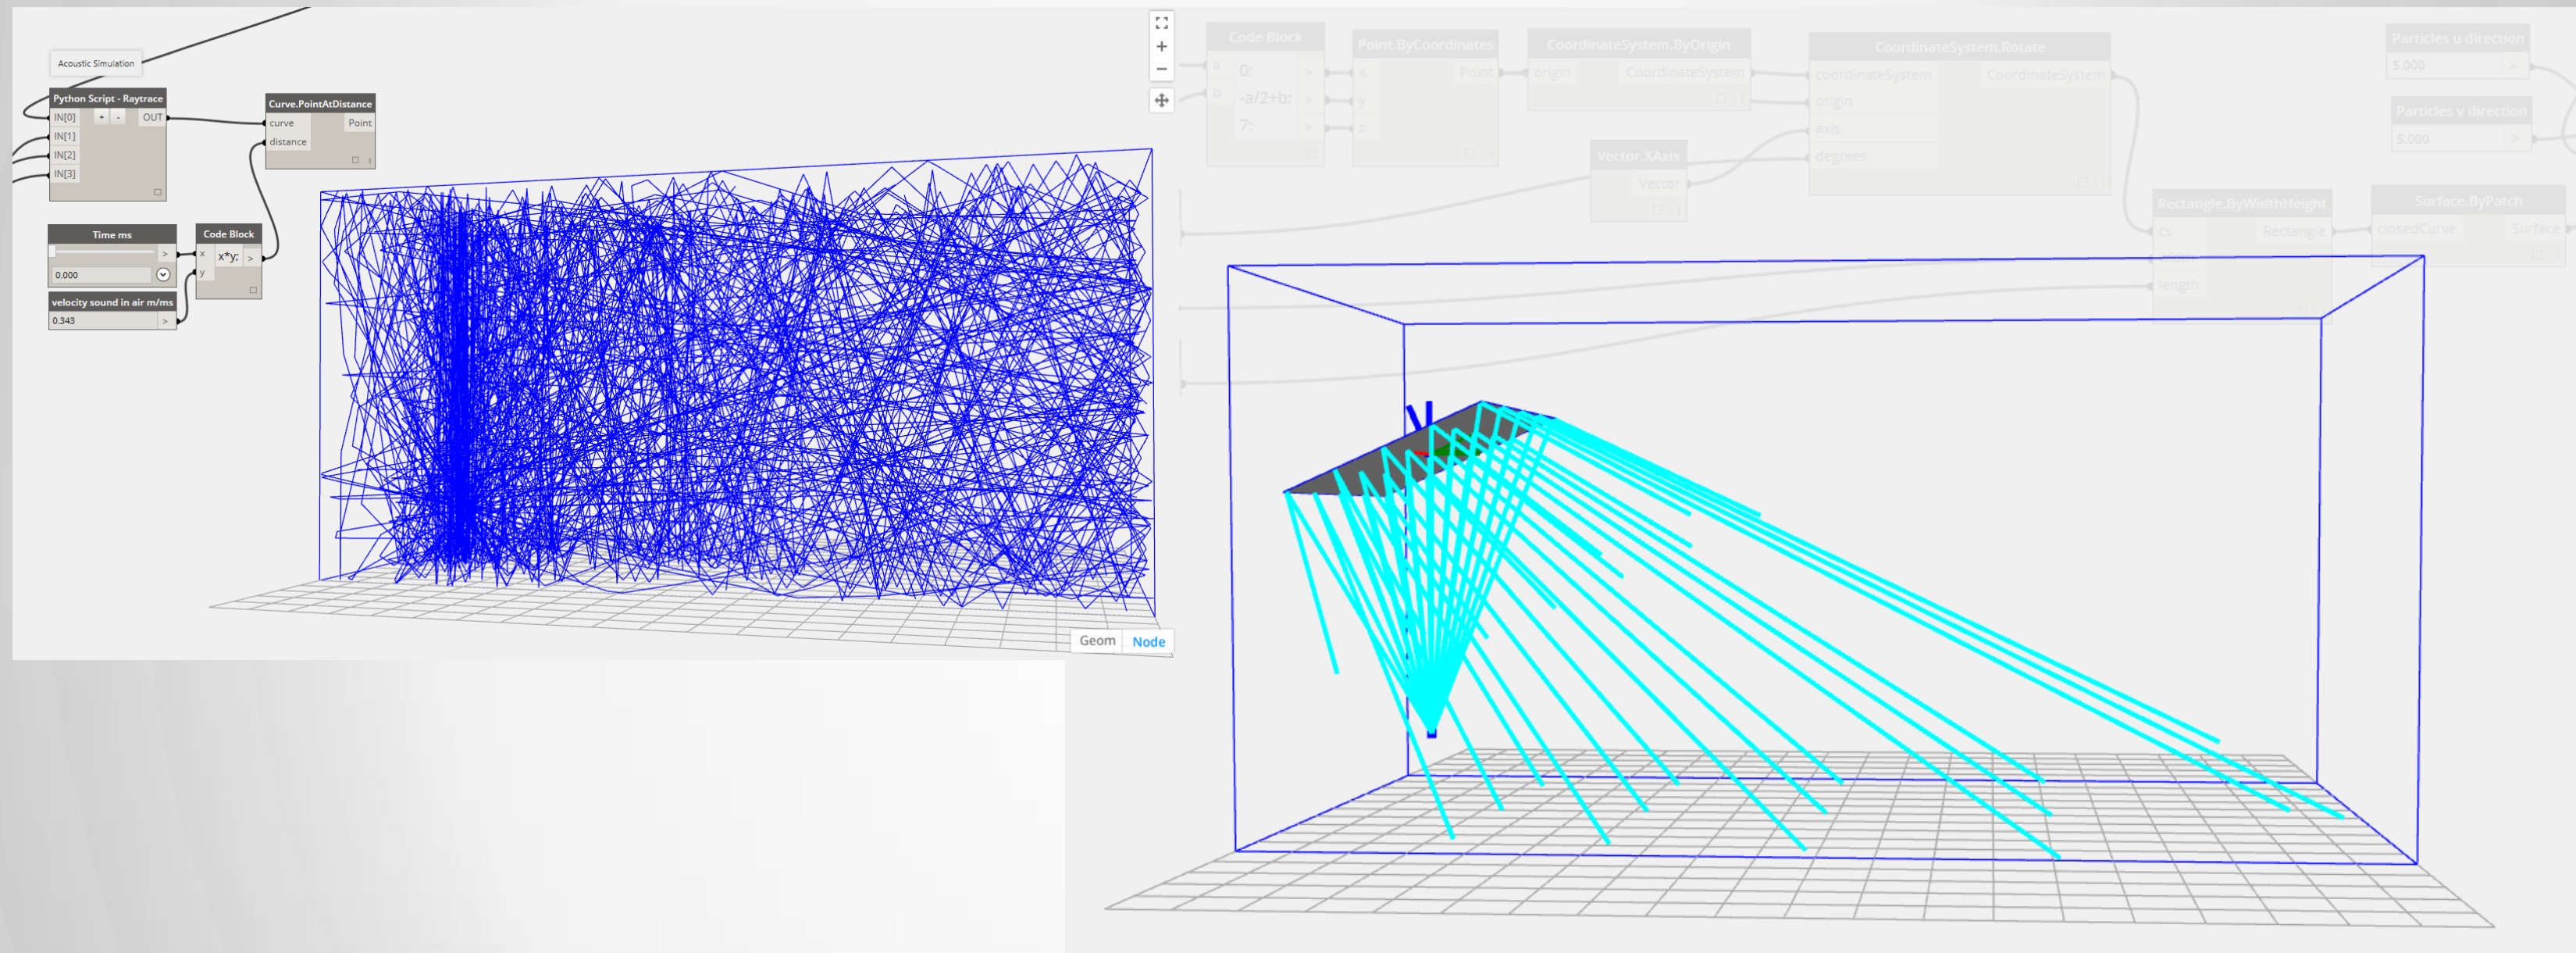 Acoustic Simulation
Python Script - Raytrace
IN[0] + - OUT
IN[1]
IN[2]
IN[3]
Curve.PointAtDistance
curve Point
distance
Time ms
>
0.000
velocity sound in air m/ms
0.343 >
Code Block
x x*y; >
y
+
−
Geom Node
Code Block
a 0; >
b -a/2+b; >
7; >
Point.ByCoordinates
x Point
y
z
CoordinateSystem.ByOrigin
origin CoordinateSystem
Vector.XAxis
Vector
CoordinateSystem.Rotate
coordinateSystem CoordinateSystem
origin
axis
degrees
Particles u direction
5.000 >
Particles v direction
5.000 >
Rectangle.ByWidthHeight
cs Rectangle
width
length
Surface.ByPatch
closedCurve Surface